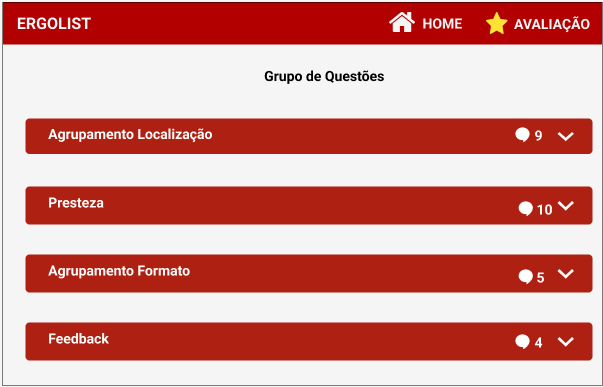 ERGOLIST HOME AVALIAÇÃO
Grupo de Questões
Agrupamento Localização 9
Presteza 10
Agrupamento Formato 5
Feedback 4